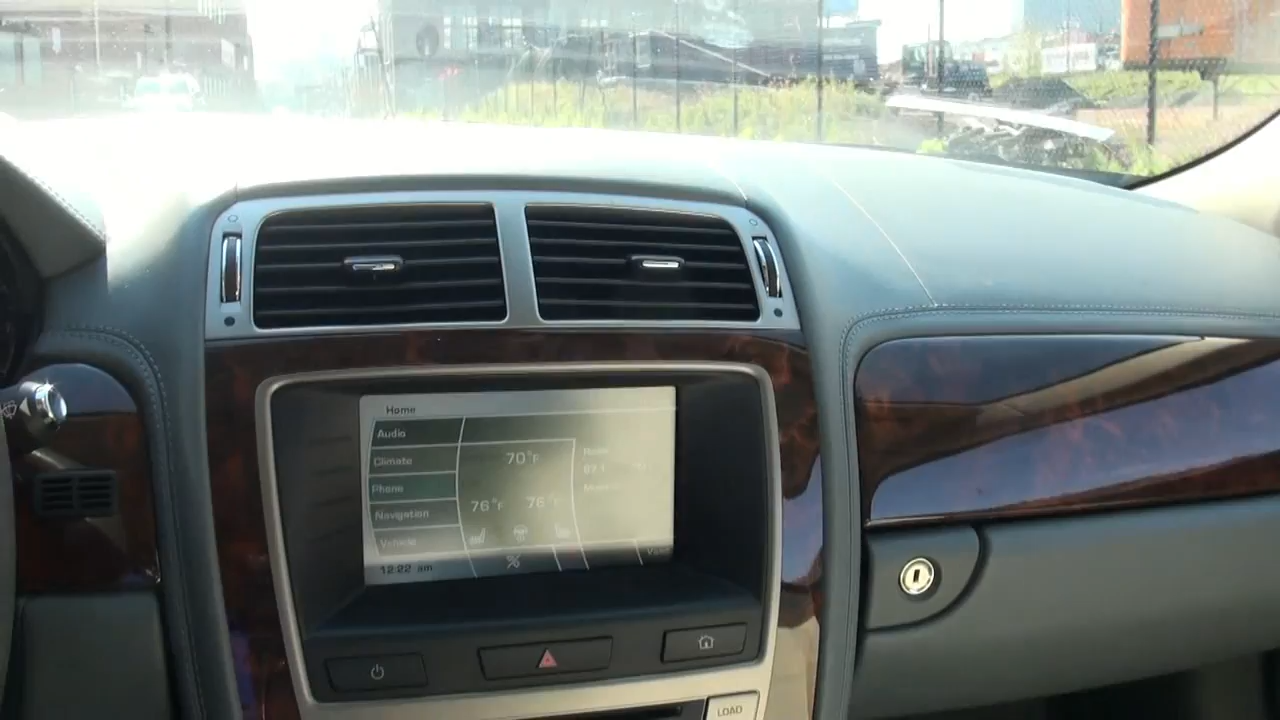 Home
Audio
Climate
70°F
Phone
76°F 76°F
Navigation
Vehicle
12:22 am
LOAD